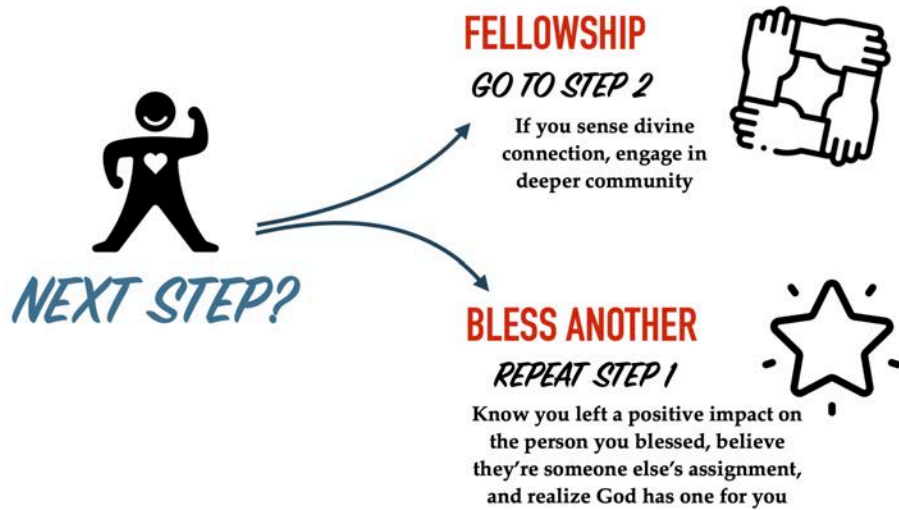 FELLOWSHIP
GO TO STEP 2
If you sense divine
connection, engage in
deeper community
NEXT STEP?
BLESS ANOTHER
REPEAT STEP 1
Know you left a positive impact on
the person you blessed, believe
they’re someone else’s assignment,
and realize God has one for you